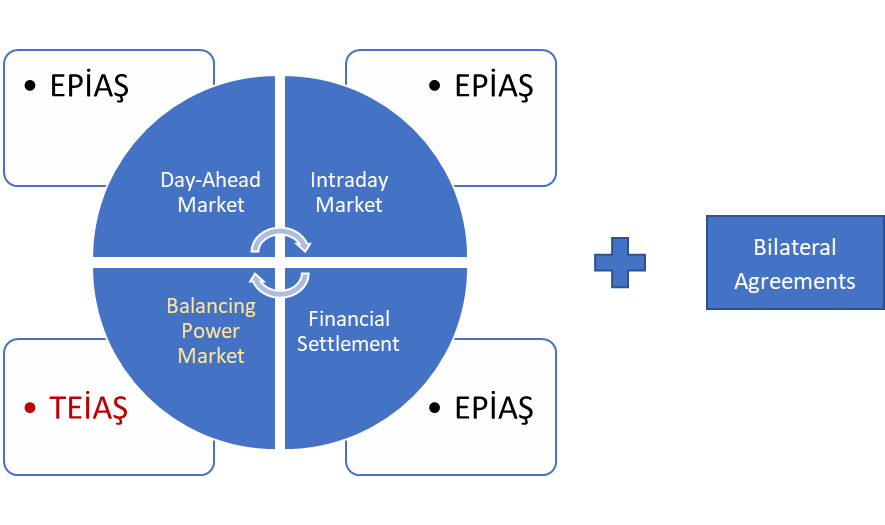 • EPİAŞ
• EPİAŞ
Day-Ahead
Market
Intraday
Market
Balancing
Power
Market
Financial
Settlement
• TEİAŞ
• EPİAŞ
Bilateral
Agreements